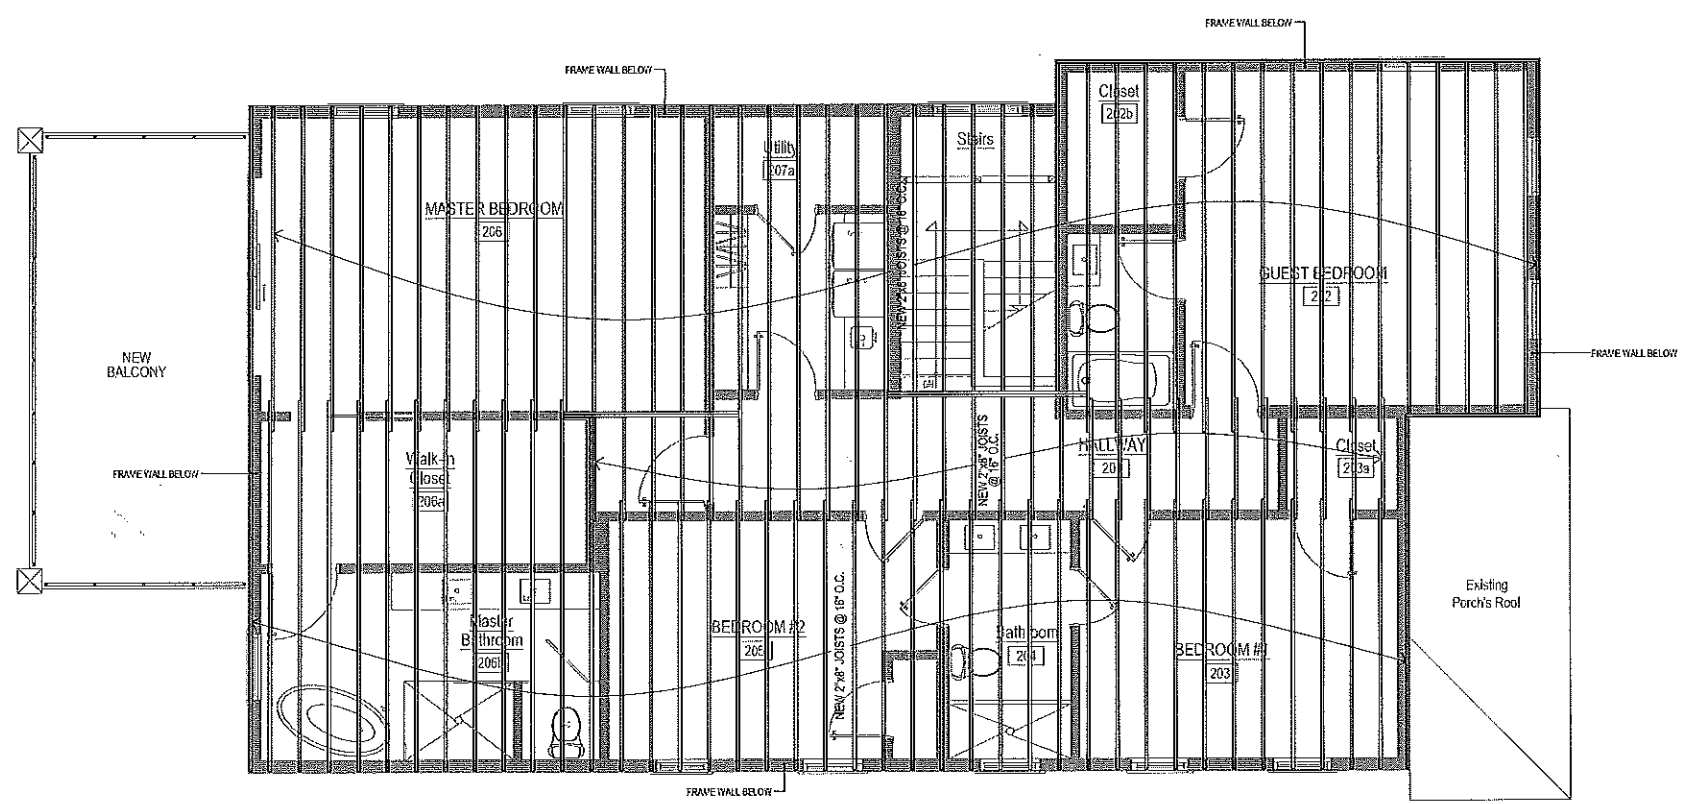 FRAME WALL BELOW
FRAME WALL BELOW
Closet
202b
Stairs
Utility
207a
MASTER BEDROOM
206
NEW 2"x8" JOISTS @ 16" O.C.
GUEST BEDROOM
202
NEW
BALCONY
FRAME WALL BELOW
HALLWAY
201
Closet
203a
NEW 2"x8" JOISTS
@ 16" O.C.
Walk-in
Closet
206a
FRAME WALL BELOW
Existing
Porch's Roof
Master
Bathroom
206b
BEDROOM #2
205
NEW 2"x8" JOISTS @ 16" O.C.
Bathroom
204
BEDROOM #1
203
FRAME WALL BELOW